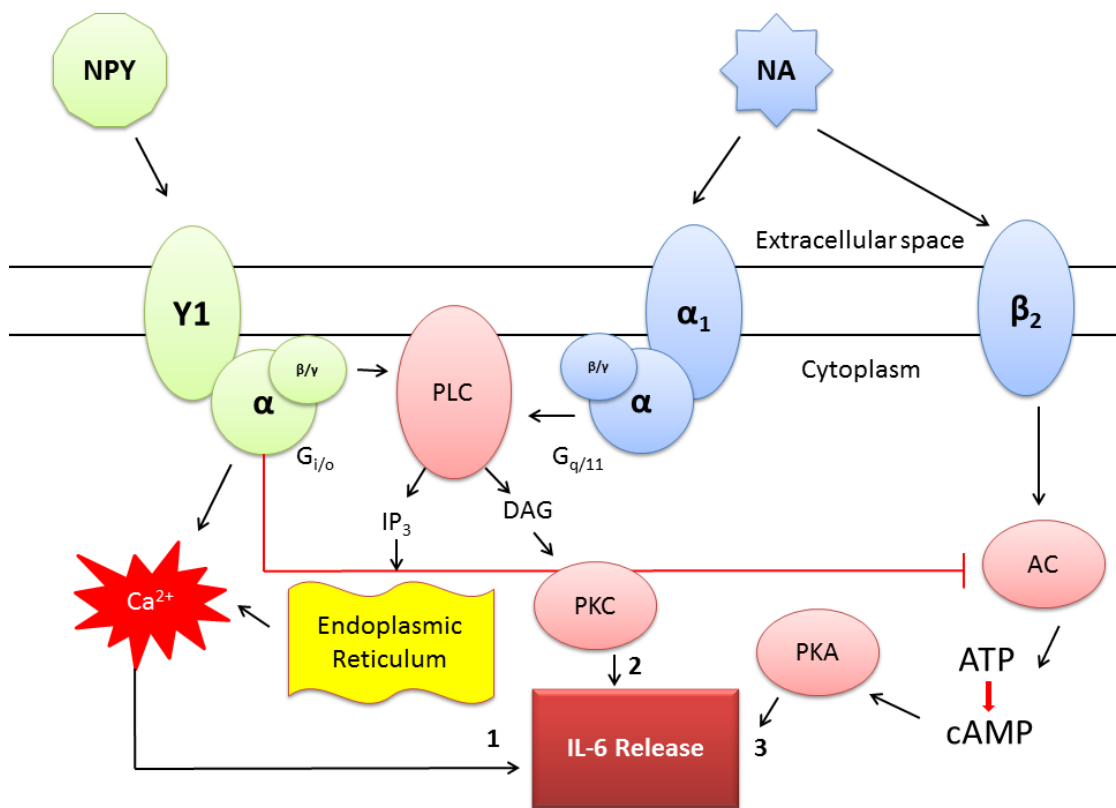 NPY
NA
Extracellular space
Y1
α₁
β₂
β/γ
PLC
β/γ
Cytoplasm
α
α
Gᵢ/ₒ
G_q/11
IP₃
DAG
Ca²⁺
AC
PKC
Endoplasmic
Reticulum
PKA
ATP
2
cAMP
1
IL-6 Release
3